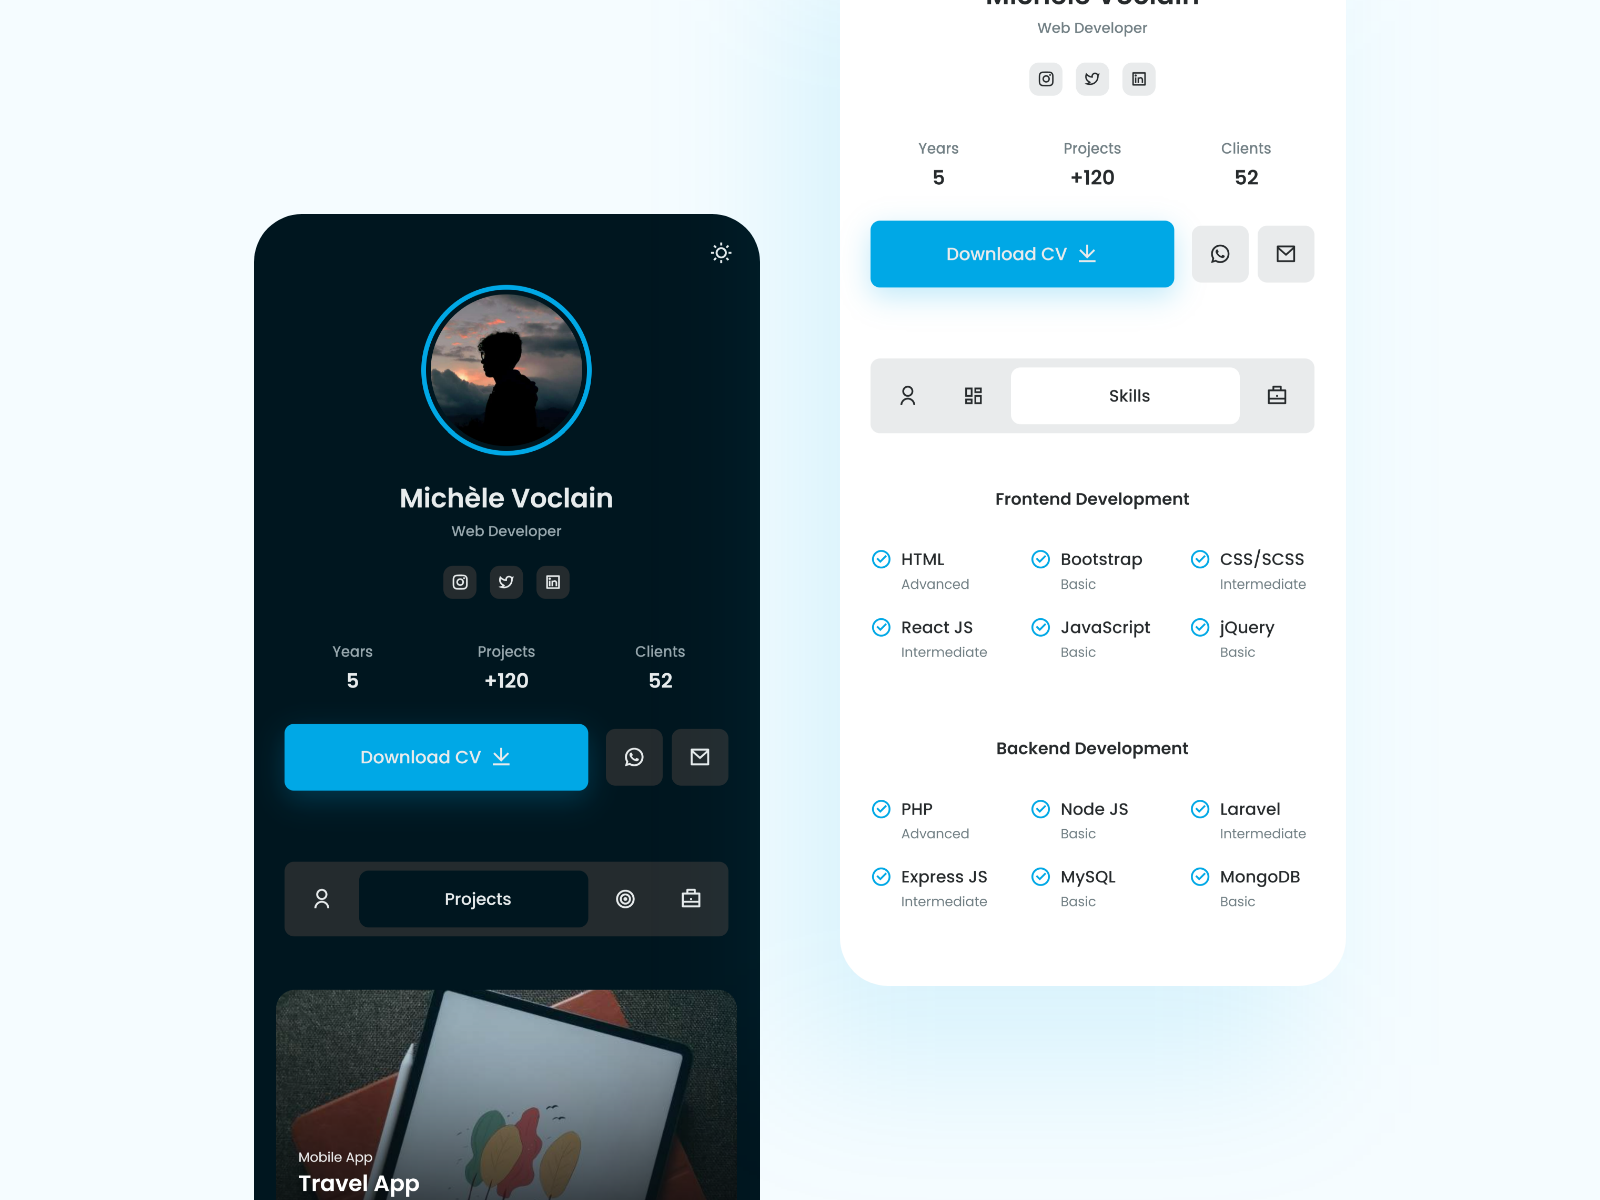 Michèle Voclain
Web Developer
Years
Projects
Clients
5
+120
52
Download CV
Projects
Mobile App
Travel App
Michèle Voclain
Web Developer
Years
Projects
Clients
5
+120
52
Download CV
Skills
Frontend Development
HTML
Bootstrap
CSS/SCSS
Advanced
Basic
Intermediate
React JS
JavaScript
jQuery
Intermediate
Basic
Basic
Backend Development
PHP
Node JS
Laravel
Advanced
Basic
Intermediate
Express JS
MySQL
MongoDB
Intermediate
Basic
Basic